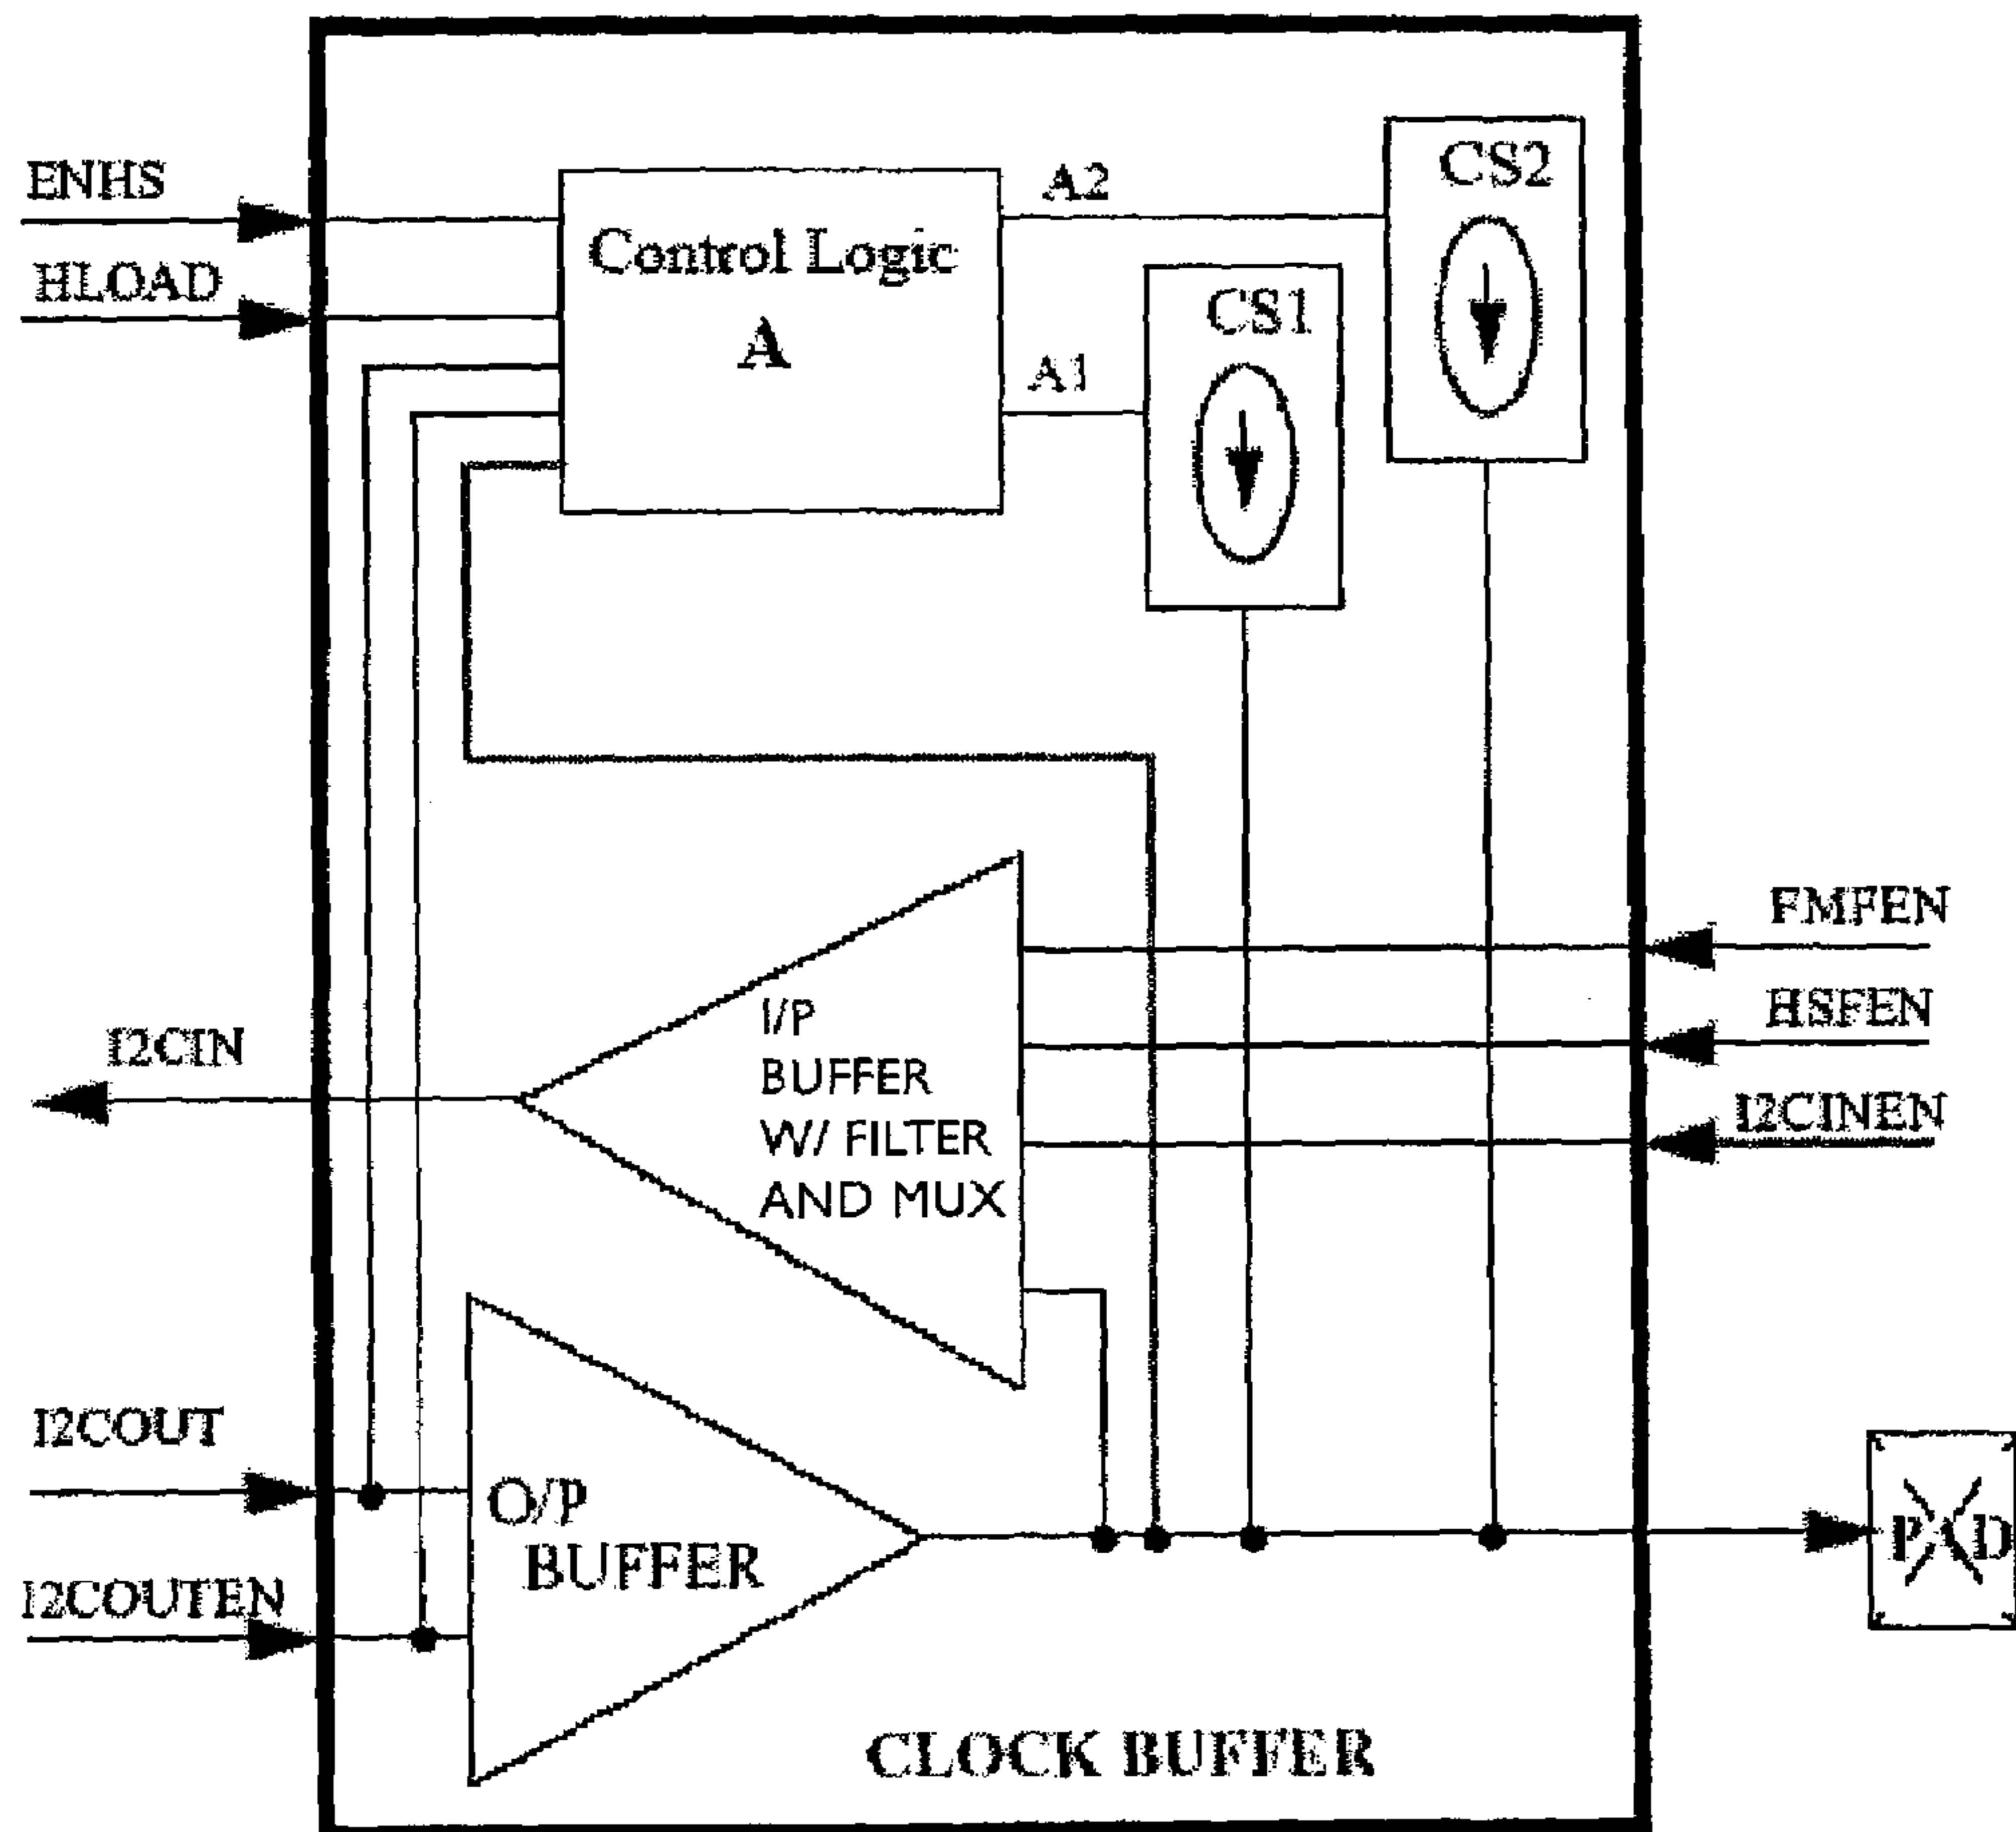 ENHS
HLOAD
Control Logic
A
A2
A1
CS2
CS1
FMFEN
HSFEN
I2CINEN
I2CIN
I/P
BUFFER
W/ FILTER
AND MUX
I2COUT
I2COUTEN
O/P
BUFFER
PAD
CLOCK BUFFER